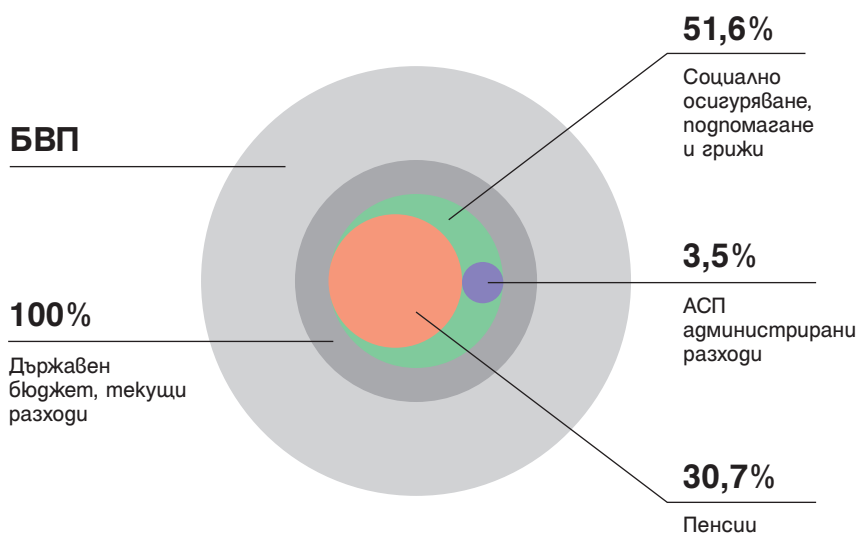 51,6%
Социално
осигуряване,
подпомагане
и грижи
БВП
3,5%
АСП
администрирани
разходи
100%
Държавен
бюджет, текущи
разходи
30,7%
Пенсии